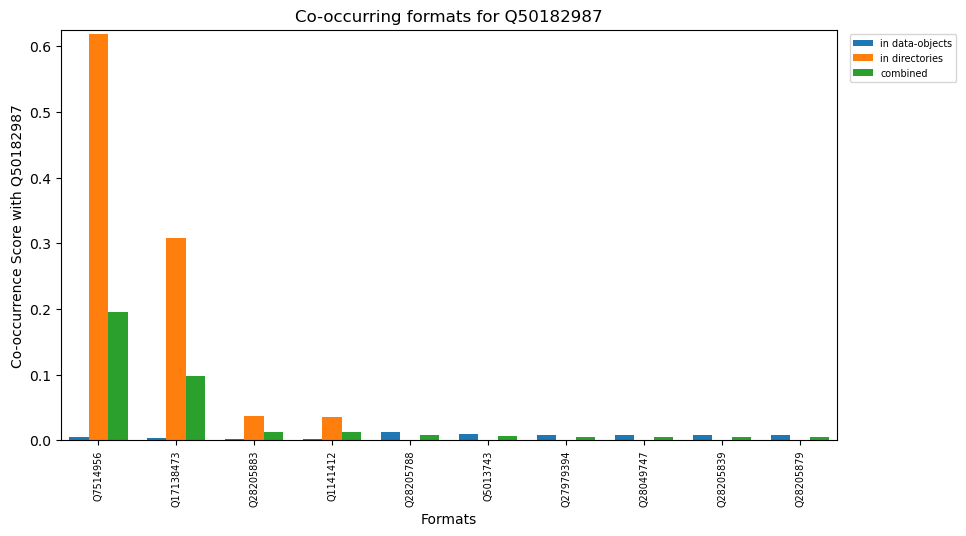 Co-occurring formats for Q50182987
in data-objects
in directories
combined
Co-occurrence Score with Q50182987
0.6
0.5
0.4
0.3
0.2
0.1
0.0
Q7514956
Q17138473
Q28205883
Q1141412
Q28205788
Q5013743
Q27979394
Q28049747
Q28205839
Q28205879
Formats